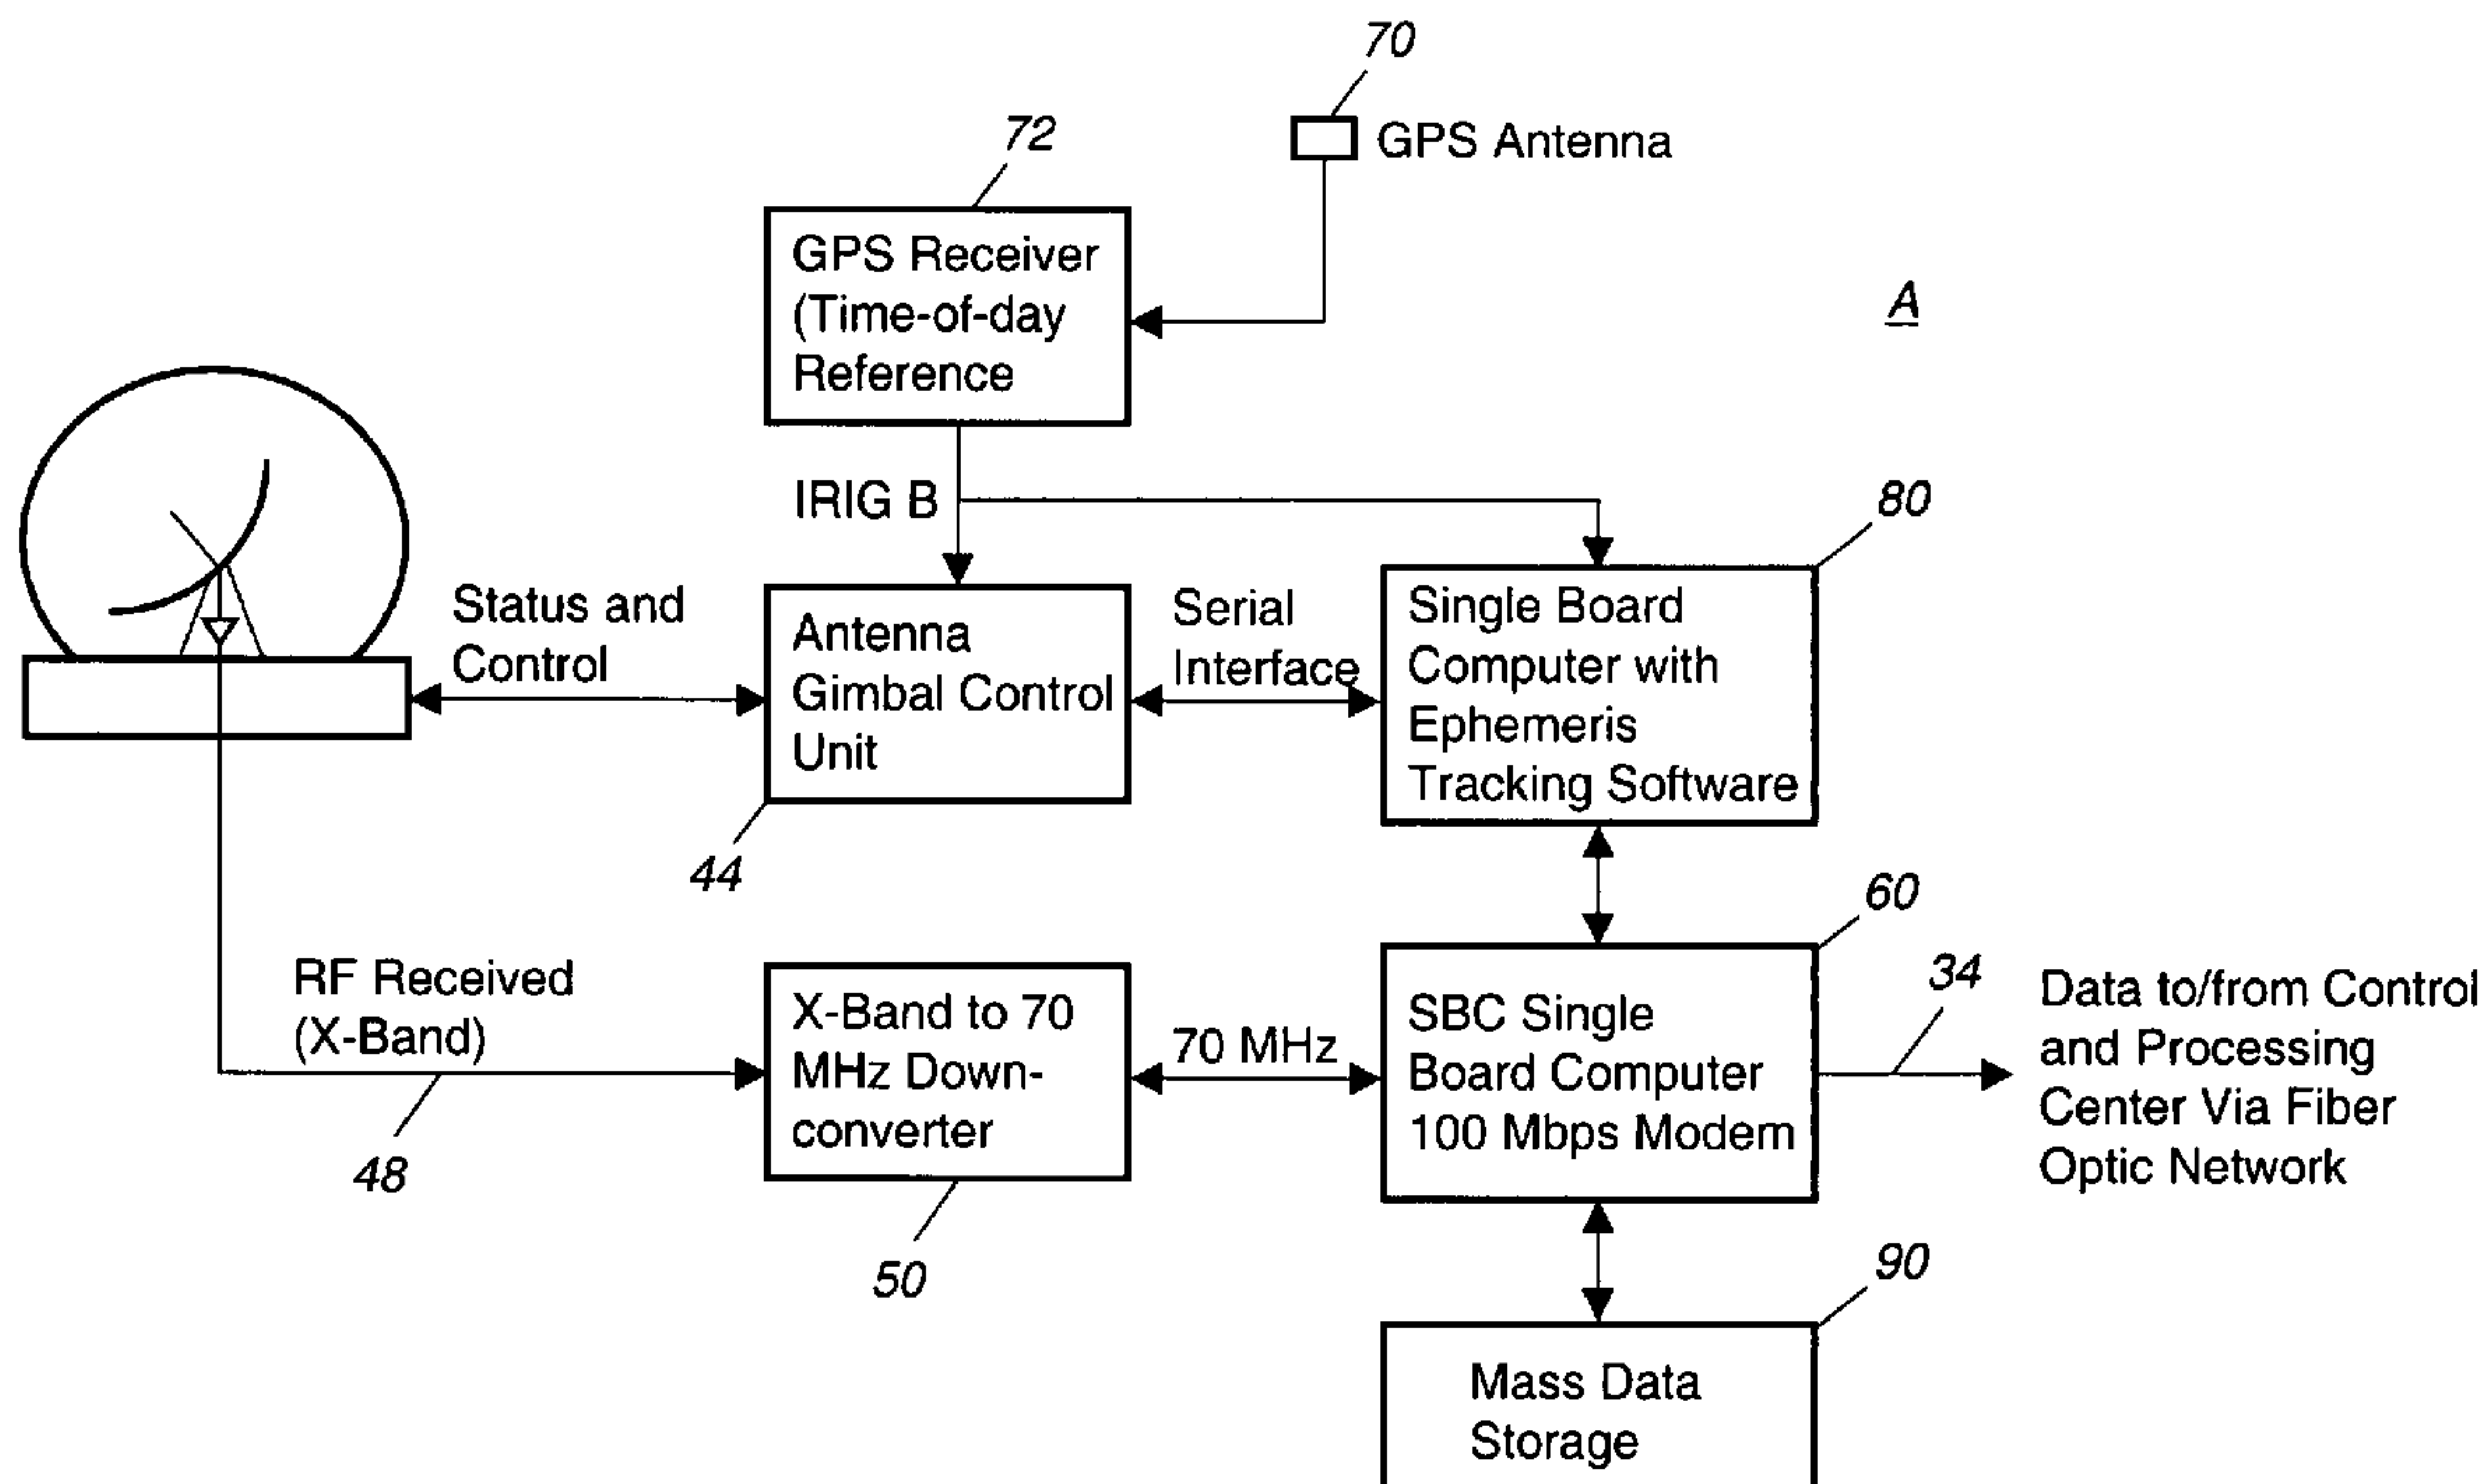 70
GPS Antenna
72
GPS Receiver
(Time-of-day
Reference
A
IRIG B
80
Status and
Control
Antenna
Gimbal Control
Unit
44
Serial
Interface
Single Board
Computer with
Ephemeris
Tracking Software
60
RF Received
(X-Band)
48
X-Band to 70
MHz Down-
converter
50
70 MHz
SBC Single
Board Computer
100 Mbps Modem
34
Data to/from Control
and Processing
Center Via Fiber
Optic Network
90
Mass Data
Storage